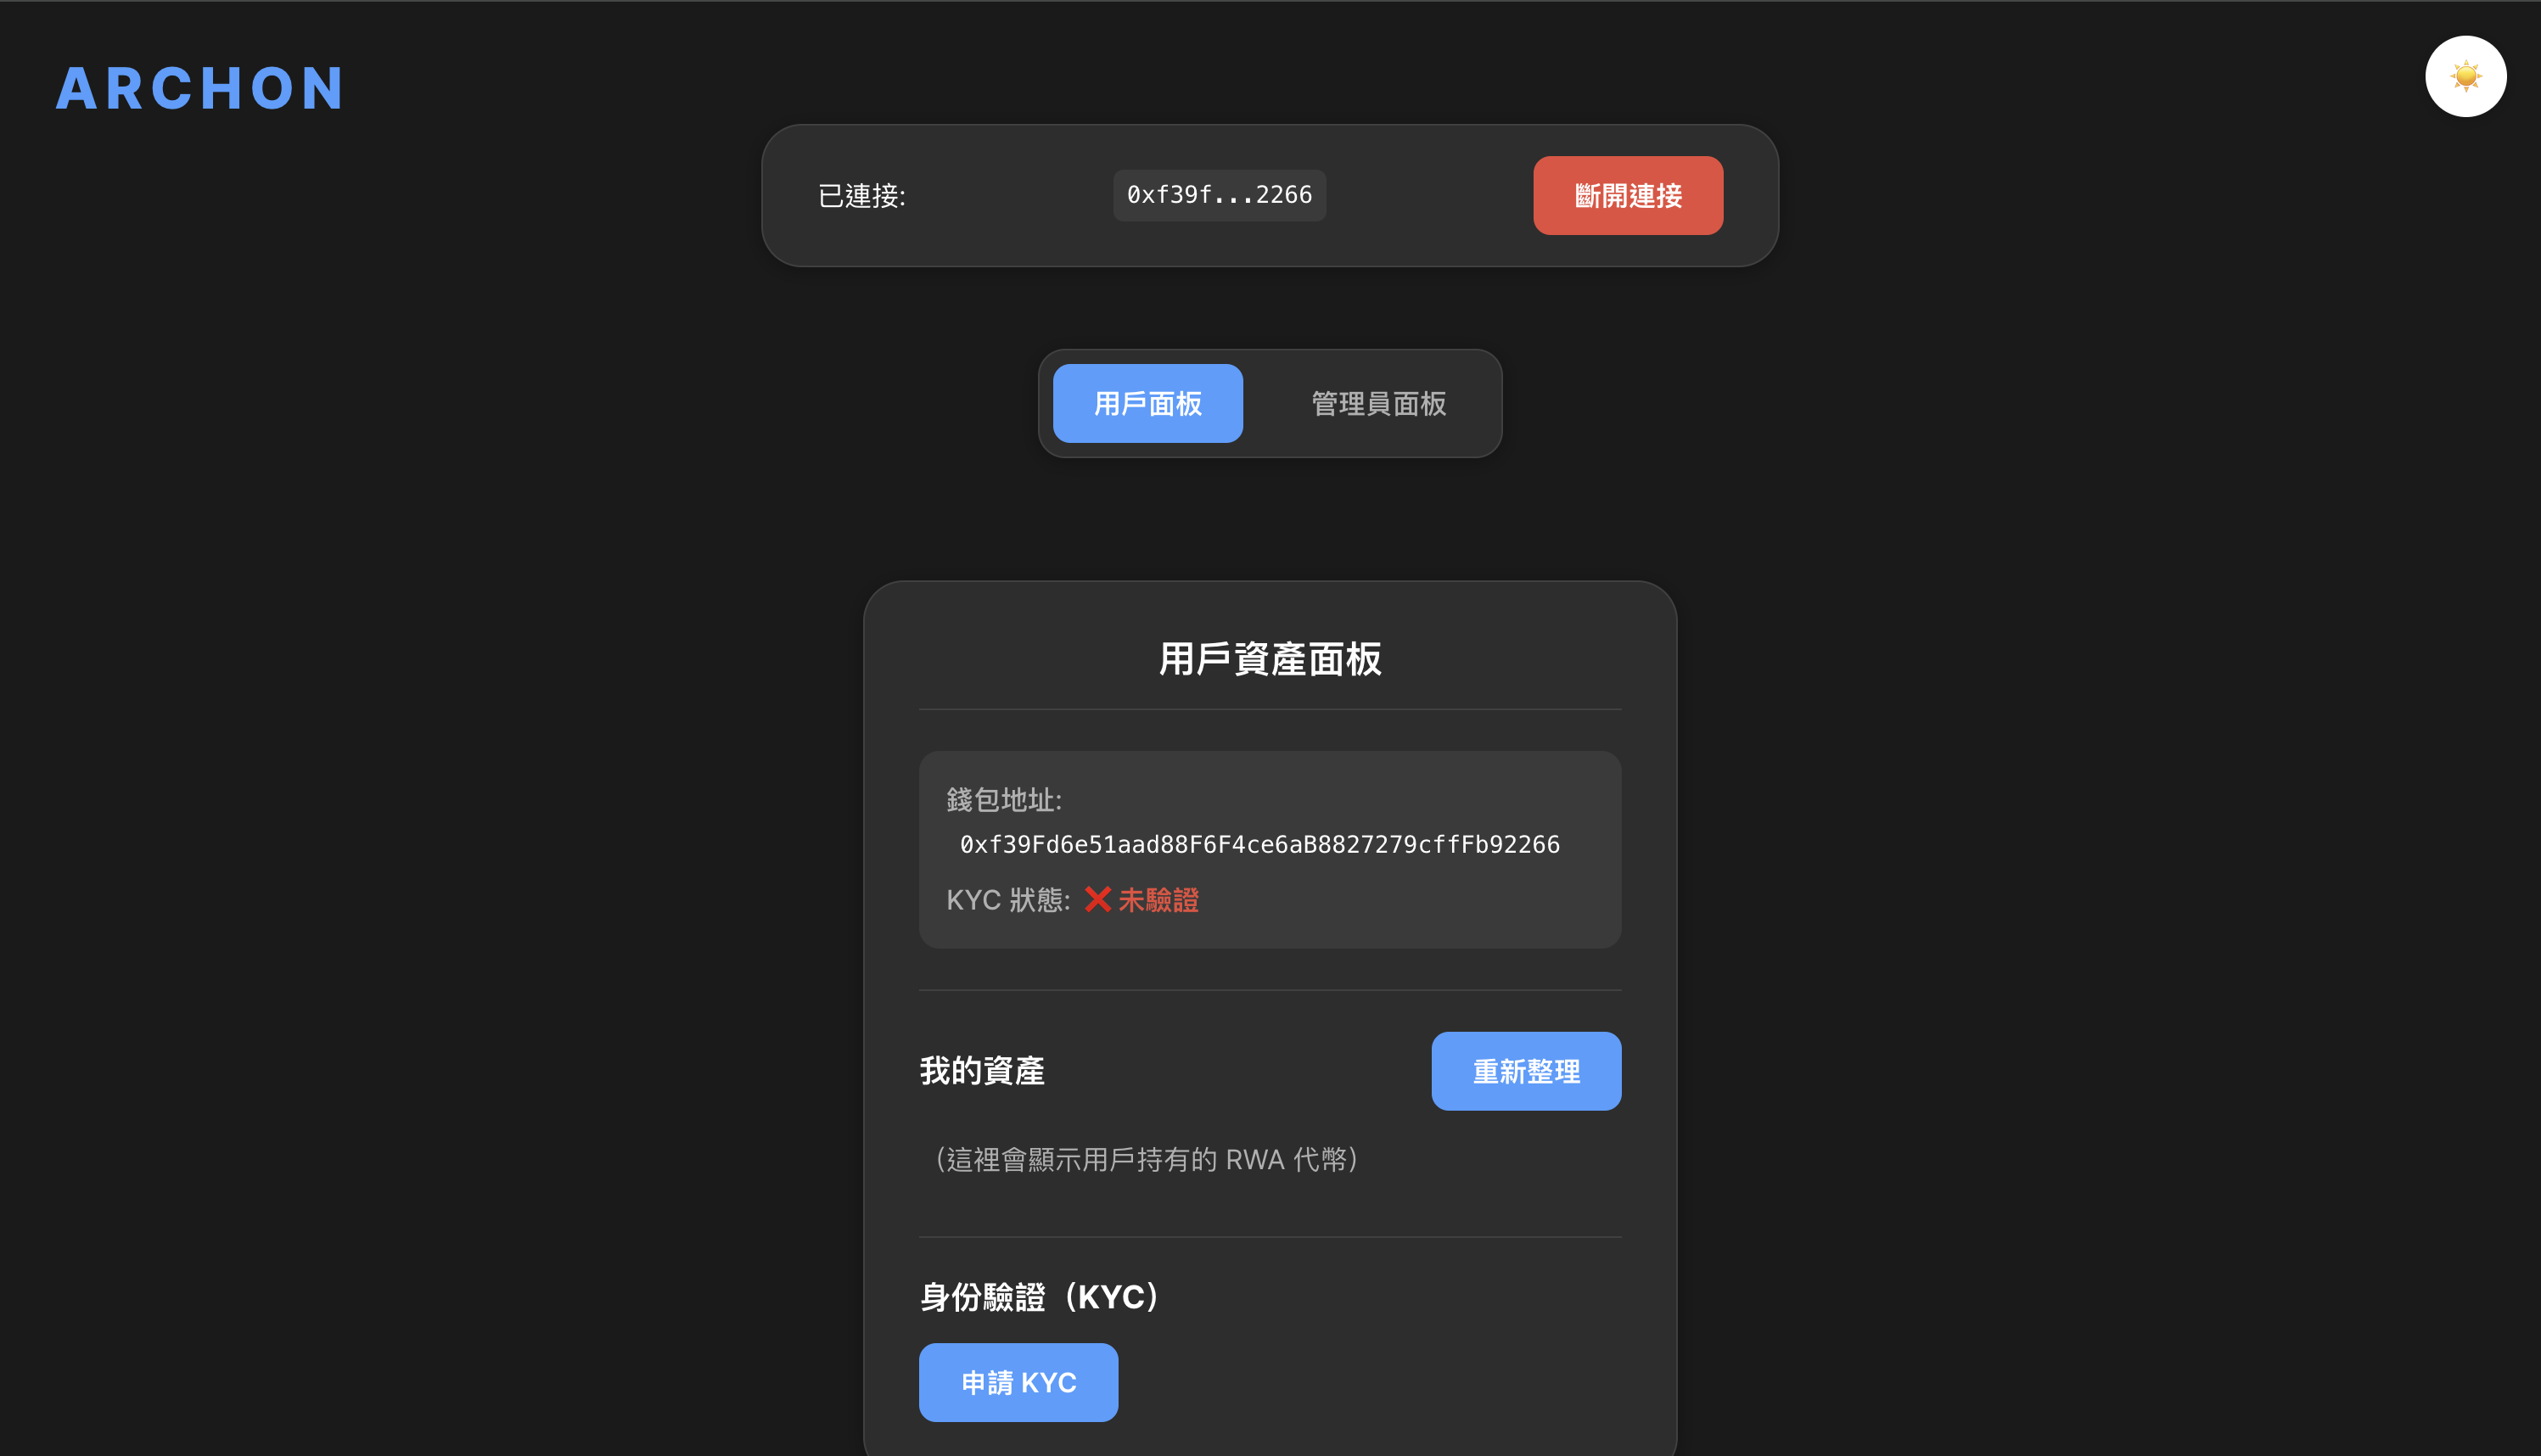 ARCHON
已連接:
0xf39f...2266
斷開連接
用戶面板
管理員面板
用戶資產面板
錢包地址:
0xf39Fd6e51aad88F6F4ce6aB8827279cffFb92266
KYC 狀態: ❌ 未驗證
我的資產
重新整理
（這裡會顯示用戶持有的 RWA 代幣）
身份驗證（KYC）
申請 KYC